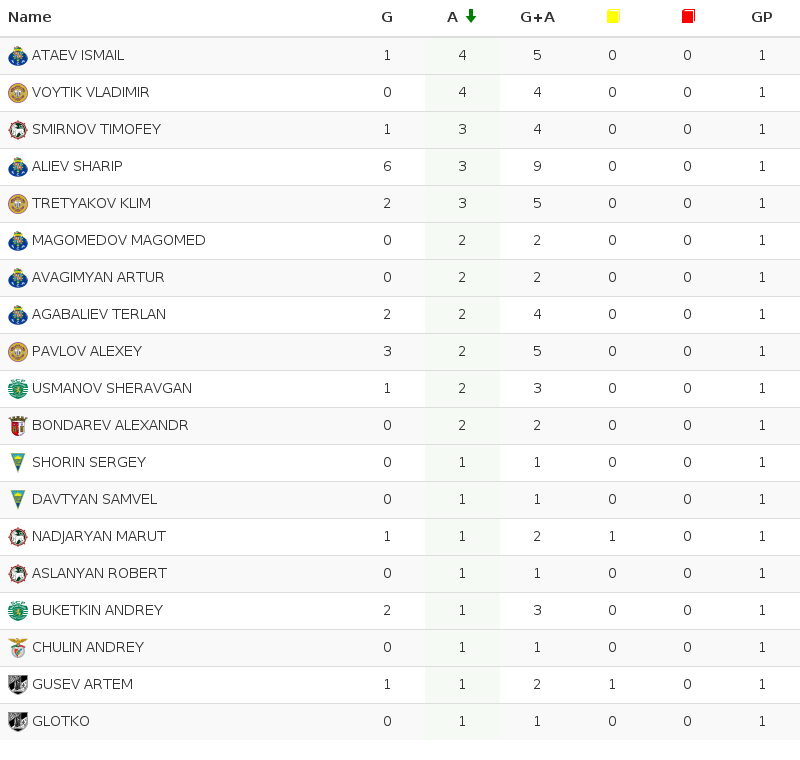 Name G A G+A GP
ATAEV ISMAIL 1 4 5 0 0 1
VOYTIK VLADIMIR 0 4 4 0 0 1
SMIRNOV TIMOFEY 1 3 4 0 0 1
ALIEV SHARIP 6 3 9 0 0 1
TRETYAKOV KLIM 2 3 5 0 0 1
MAGOMEDOV MAGOMED 0 2 2 0 0 1
AVAGIMYAN ARTUR 0 2 2 0 0 1
AGABALIEV TERLAN 2 2 4 0 0 1
PAVLOV ALEXEY 3 2 5 0 0 1
USMANOV SHERAVGAN 1 2 3 0 0 1
BONDAREV ALEXANDR 0 2 2 0 0 1
SHORIN SERGEY 0 1 1 0 0 1
DAVTYAN SAMVEL 0 1 1 0 0 1
NADJARYAN MARUT 1 1 2 1 0 1
ASLANYAN ROBERT 0 1 1 0 0 1
BUKETKIN ANDREY 2 1 3 0 0 1
CHULIN ANDREY 0 1 1 0 0 1
GUSEV ARTEM 1 1 2 1 0 1
GLOTKO 0 1 1 0 0 1